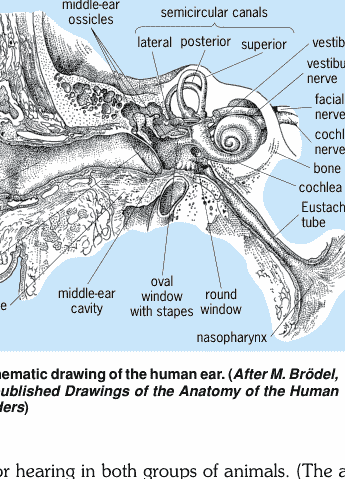 middle-ear
ossicles
semicircular canals
lateral posterior superior
vestib
vestibu
nerve
facial
nerve
cochl
nerve
bone
cochlea
Eustach
tube
oval
window
with stapes
round
window
middle-ear
cavity
nasopharynx
e
hematic drawing of the human ear. (After M. Brödel,
ublished Drawings of the Anatomy of the Human
ders)
or hearing in both groups of animals. (The a